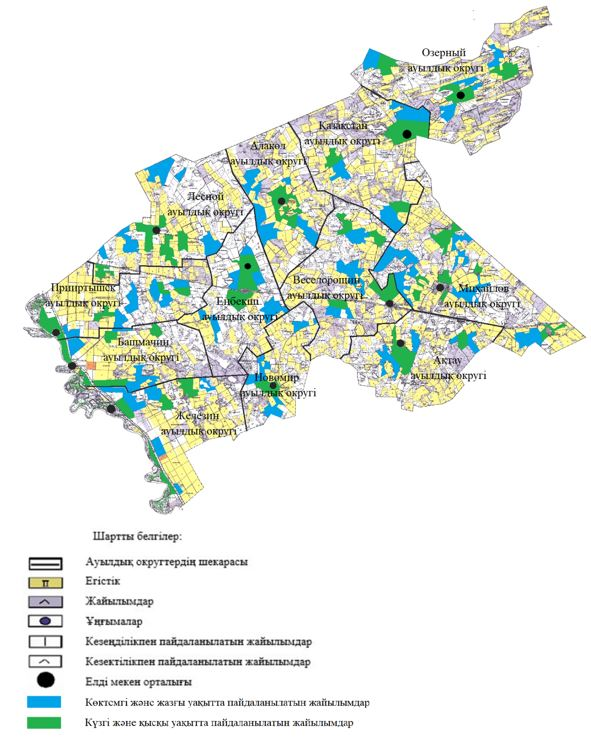 Озерный
ауылдық округі
Қазақстан
ауылдық округі
Алакөл
ауылдық округі
Лесной
ауылдық округі
Прииртышск
ауылдық округі
Веселорощин
ауылдық округі
Михайлов
ауылдық округі
Енбекши
ауылдық округі
Башмачин
ауылдық округі
Ақтау
ауылдық округі
Новомир
ауылдық округі
Железин
ауылдық округі
Шартты белгілер:
Ауылдық округтердің шекарасы
Егістік
Жайылымдар
Ұңғымалар
Кезеңділікпен пайдаланылатын жайылымдар
Кезектілікпен пайдаланылатын жайылымдар
Елді мекен орталығы
Көктемгі және жазғы уақытта пайдаланылатын жайылымдар
Күзгі және қысқы уақытта пайдаланылатын жайылымдар